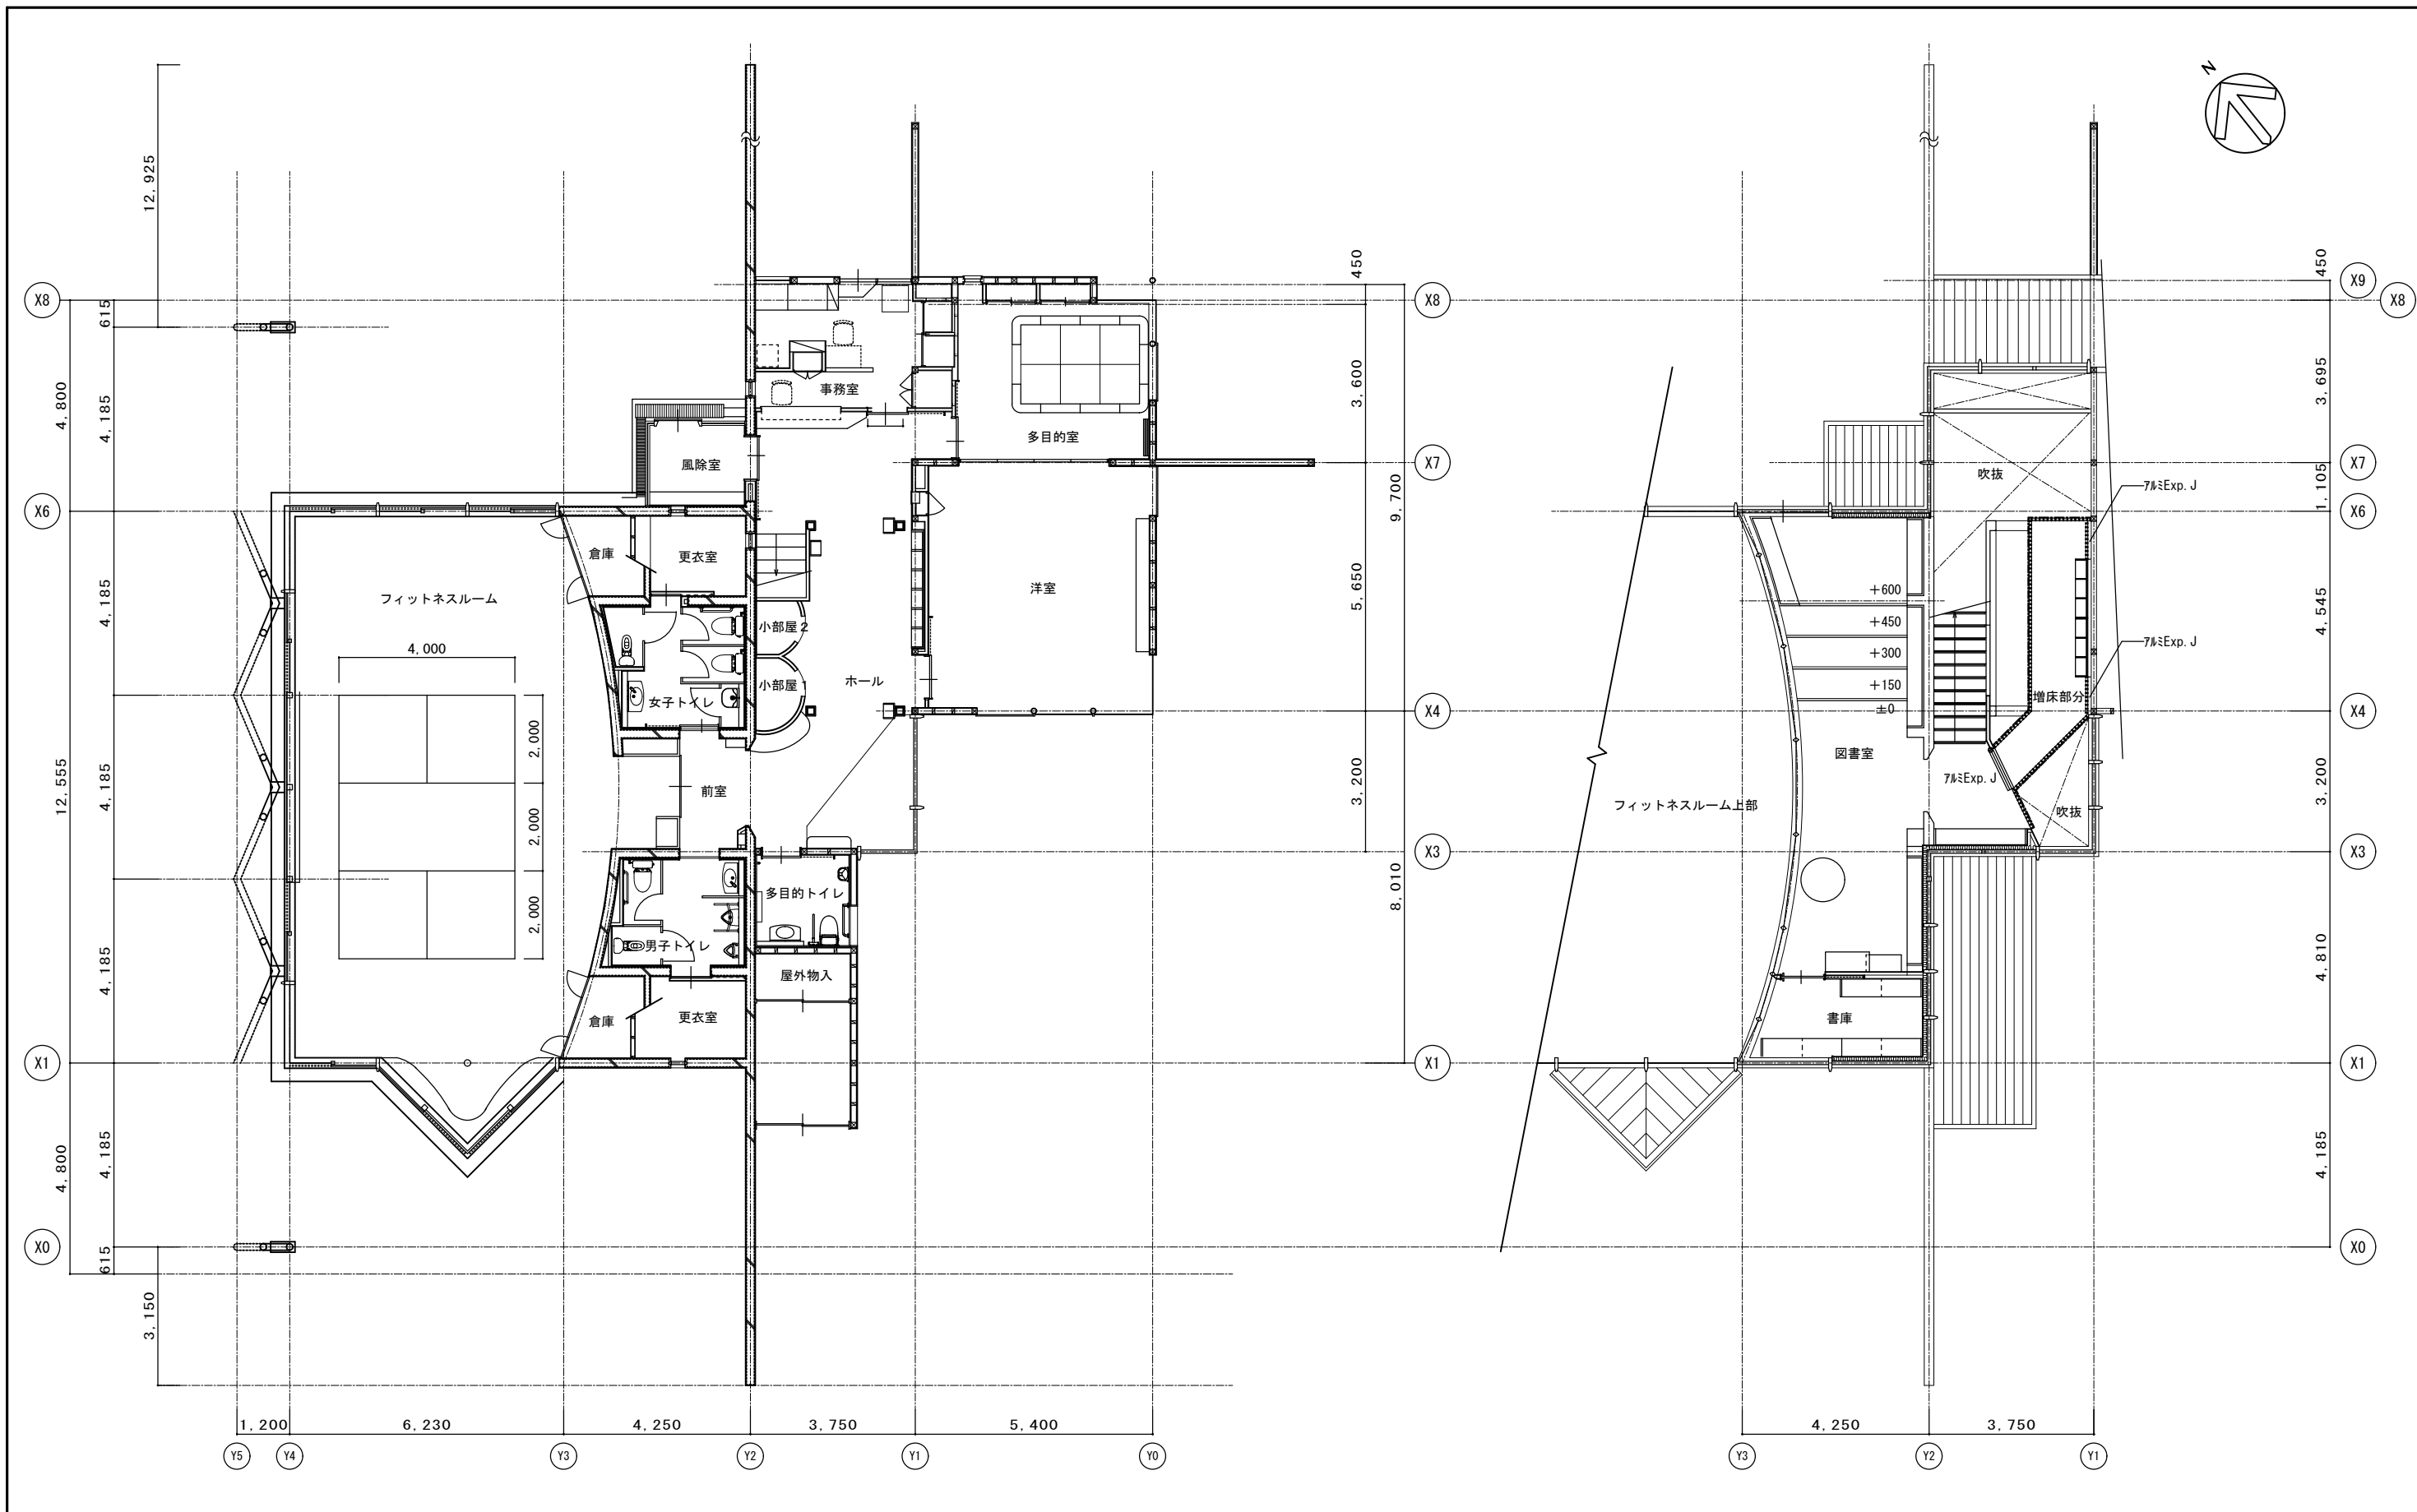 N
12,925
450
450
X8
615
X8
X9
X8
4,800
4,185
3,600
3,695
事務室
多目的室
風除室
X7
吹抜
X7
9,700
1,105
アルミExp.J
X6
X6
倉庫
更衣室
フィットネスルーム
洋室
4,185
5,650
+600
4,545
小部屋2
+450
アルミExp.J
4,000
+300
小部屋1
ホール
+150
女子トイレ
増床部分
±0
X4
X4
2,000
図書室
12,555
4,185
前室
アルミExp.J
2,000
3,200
3,200
フィットネスルーム上部
吹抜
X3
X3
多目的トイレ
8,010
2,000
男子トイレ
4,185
屋外物入
4,810
倉庫
更衣室
書庫
X1
X1
X1
4,800
4,185
4,185
X0
X0
615
3,150
1,200
6,230
4,250
3,750
5,400
4,250
3,750
Y5
Y4
Y3
Y2
Y1
Y0
Y3
Y2
Y1